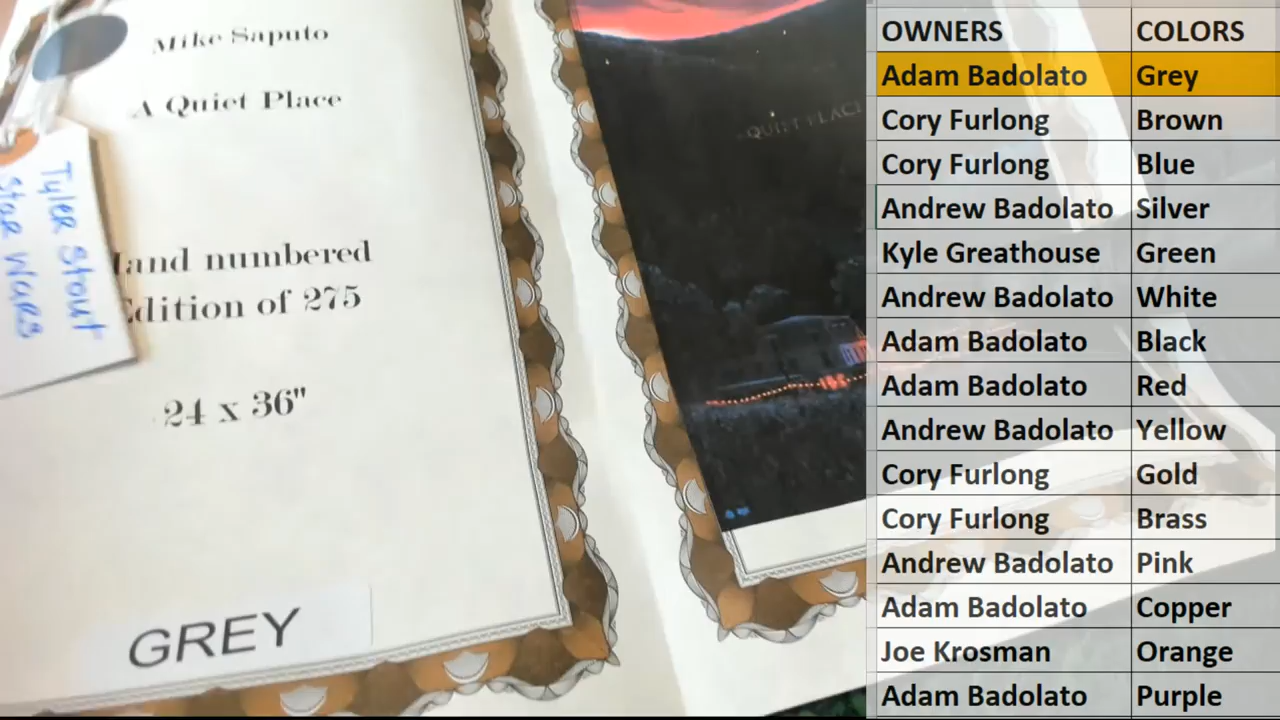 Mike Saputo
A Quiet Place
Hand numbered
Edition of 275
24 x 36"
GREY
Tyler Stout
Star Wars
QUIET PLACE
OWNERS COLORS
Adam Badolato Grey
Cory Furlong Brown
Cory Furlong Blue
Andrew Badolato Silver
Kyle Greathouse Green
Andrew Badolato White
Adam Badolato Black
Adam Badolato Red
Andrew Badolato Yellow
Cory Furlong Gold
Cory Furlong Brass
Andrew Badolato Pink
Adam Badolato Copper
Joe Krosman Orange
Adam Badolato Purple